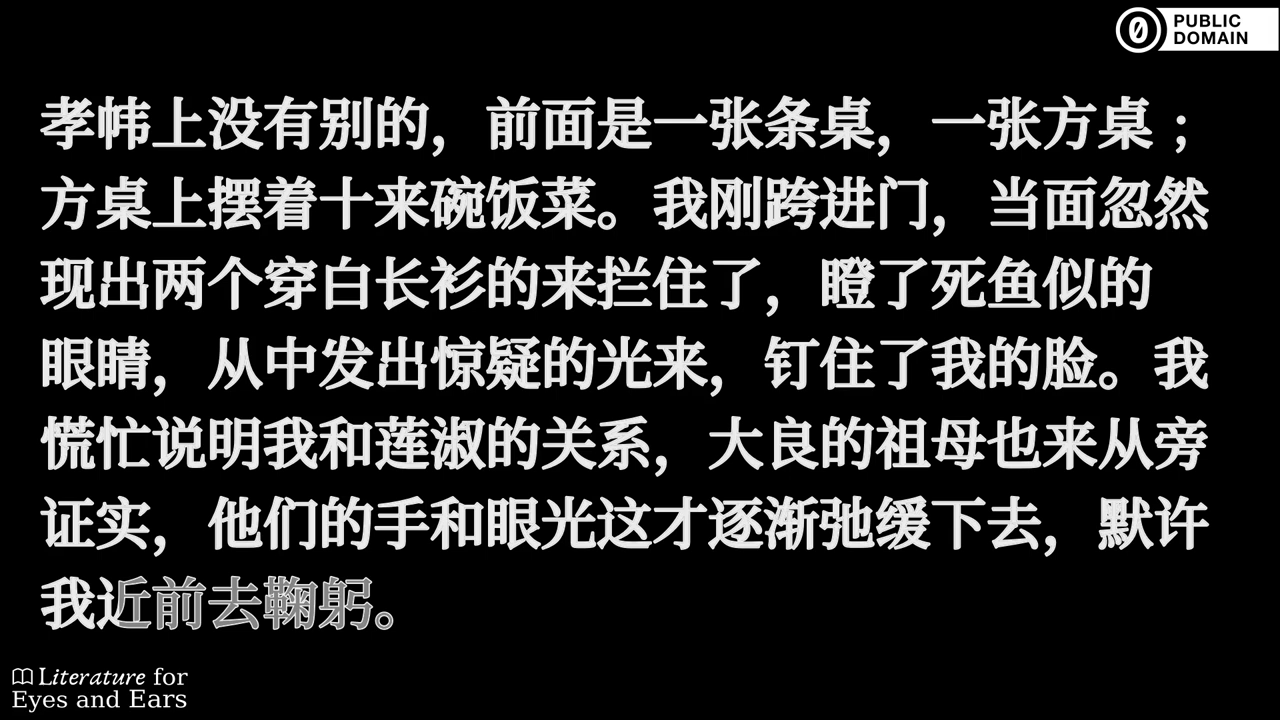 PUBLIC
DOMAIN
孝帏上没有别的，前面是一张条桌，一张方桌；
方桌上摆着十来碗饭菜。我刚跨进门，当面忽然
现出两个穿白长衫的来拦住了，瞪了死鱼似的
眼睛，从中发出惊疑的光来，钉住了我的脸。我
慌忙说明我和莲淑的关系，大良的祖母也来从旁
证实，他们的手和眼光这才逐渐弛缓下去，默许
我近前去鞠躬。
Literature for
Eyes and Ears